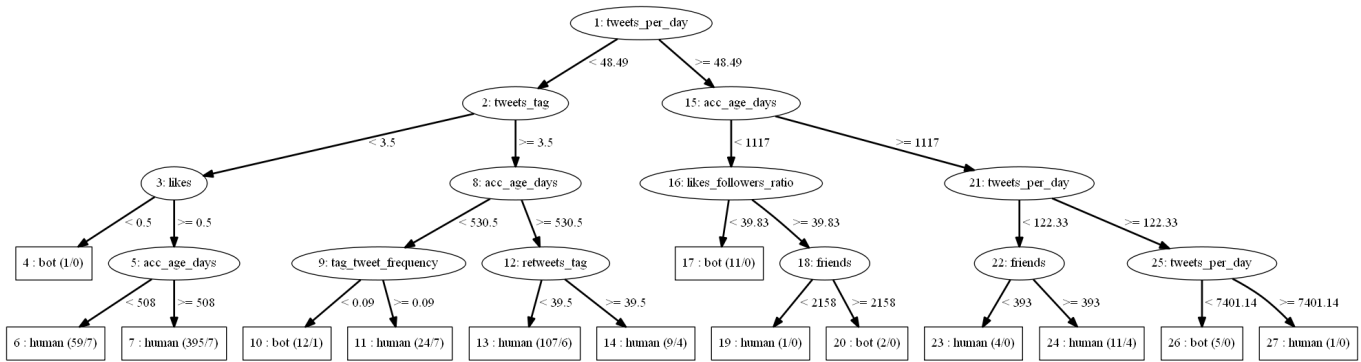 1: tweets_per_day
< 48.49
>= 48.49
2: tweets_tag
15: acc_age_days
< 3.5
>= 3.5
< 1117
>= 1117
3: likes
8: acc_age_days
16: likes_followers_ratio
21: tweets_per_day
< 0.5
>= 0.5
< 530.5
>= 530.5
< 39.83
>= 39.83
< 122.33
>= 122.33
4 : bot (1/0)
5: acc_age_days
9: tag_tweet_frequency
12: retweets_tag
17 : bot (11/0)
18: friends
22: friends
25: tweets_per_day
< 508
>= 508
< 0.09
>= 0.09
< 39.5
>= 39.5
< 2158
>= 2158
< 393
>= 393
< 7401.14
>= 7401.14
6 : human (59/7)
7 : human (395/7)
10 : bot (12/1)
11 : human (24/7)
13 : human (107/6)
14 : human (9/4)
19 : human (1/0)
20 : bot (2/0)
23 : human (4/0)
24 : human (11/4)
26 : bot (5/0)
27 : human (1/0)